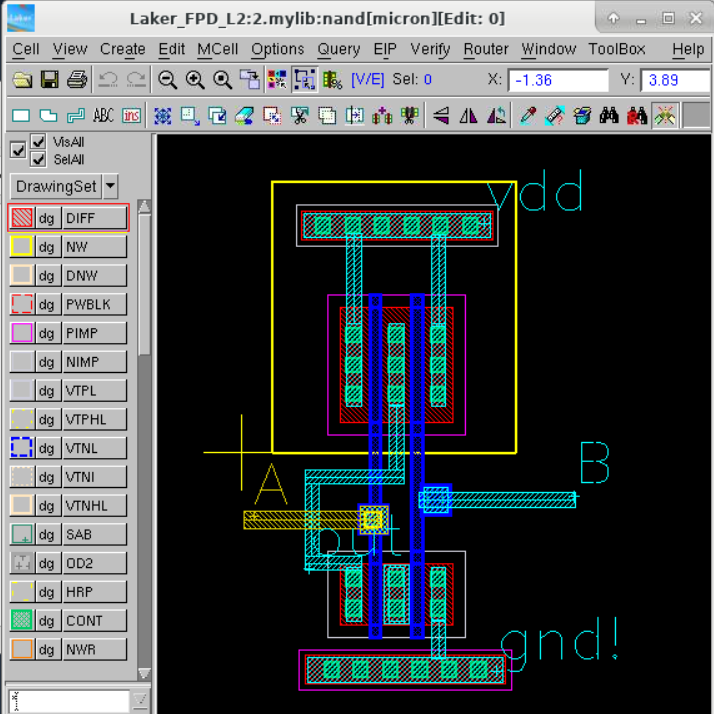 Laker_FPD_L2:2.mylib:nand[micron][Edit: 0]
Cell View Create Edit MCell Options Query EIP Verify Router Window ToolBox Help
[V/E] Sel: 0 X: -1.36 Y: 3.89
ABC ins
VisAll
SelAll
DrawingSet
dg DIFF
dg NW
dg DNW
dg PWBLK
dg PIMP
dg NIMP
dg VTPL
dg VTPHL
dg VTNL
dg VTNI
dg VTNHL
dg SAB
dg OD2
dg HRP
dg CONT
dg NWR
vdd
B
A
out
gnd!